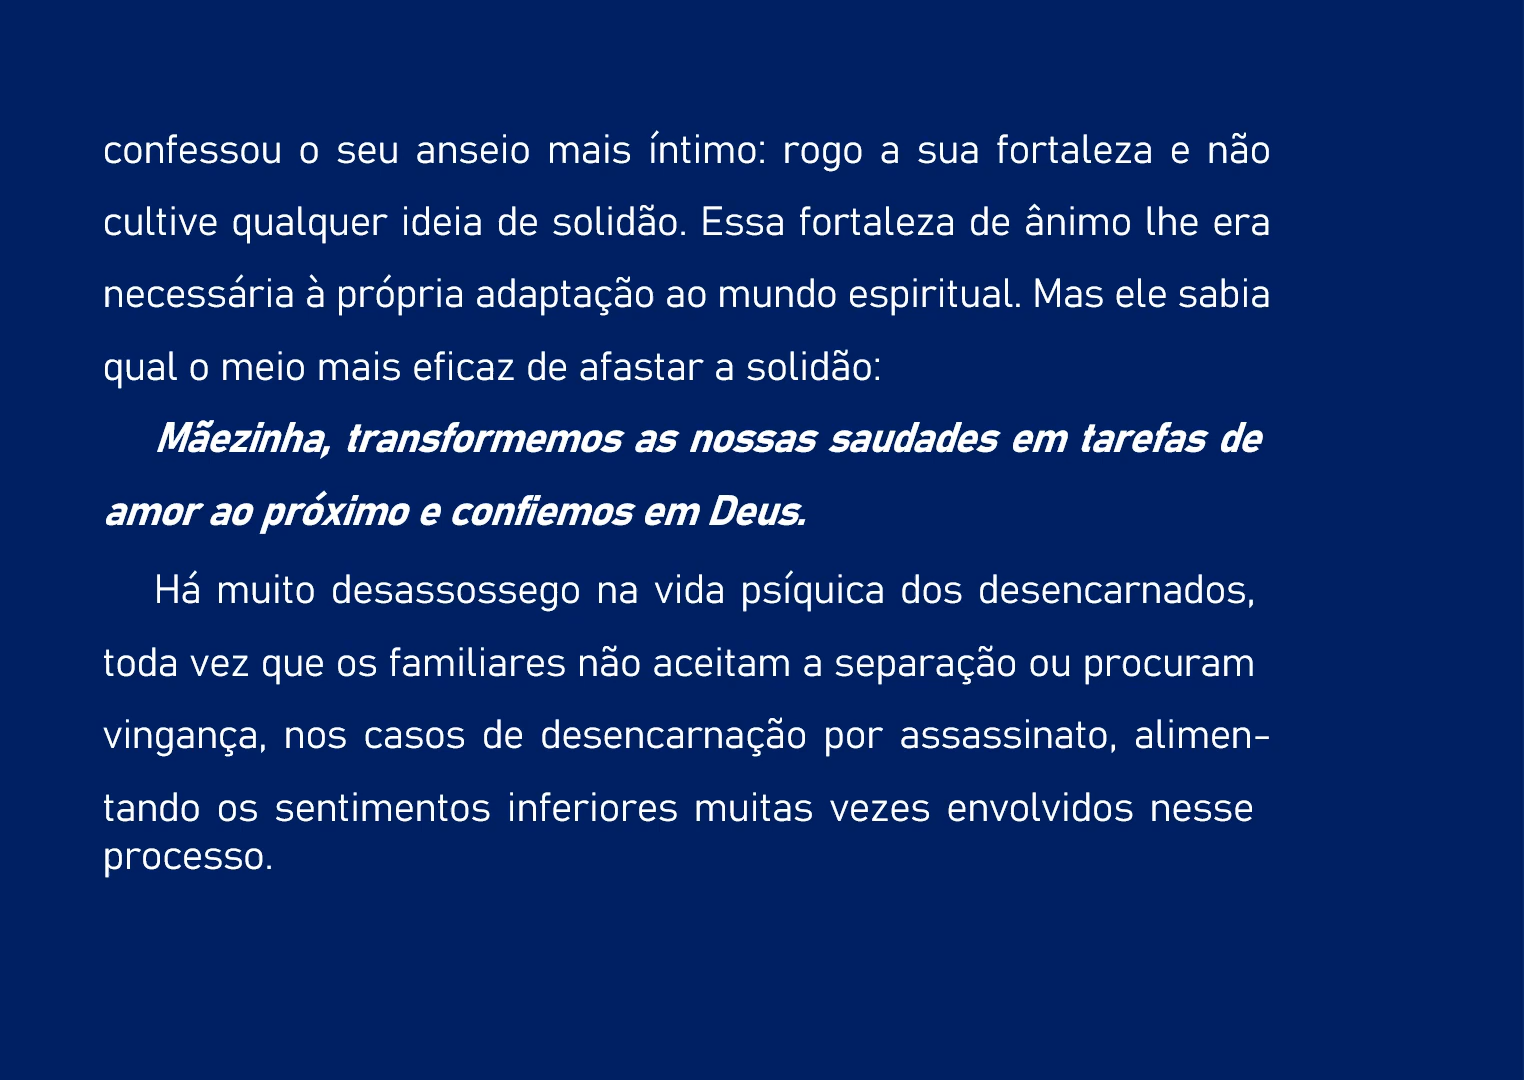 confessou o seu anseio mais íntimo: rogo a sua fortaleza e não
cultive qualquer ideia de solidão. Essa fortaleza de ânimo lhe era
necessária à própria adaptação ao mundo espiritual. Mas ele sabia
qual o meio mais eficaz de afastar a solidão:
Mãezinha, transformemos as nossas saudades em tarefas de
amor ao próximo e confiemos em Deus.
Há muito desassossego na vida psíquica dos desencarnados,
toda vez que os familiares não aceitam a separação ou procuram
vingança, nos casos de desencarnação por assassinato, alimen-
tando os sentimentos inferiores muitas vezes envolvidos nesse
processo.